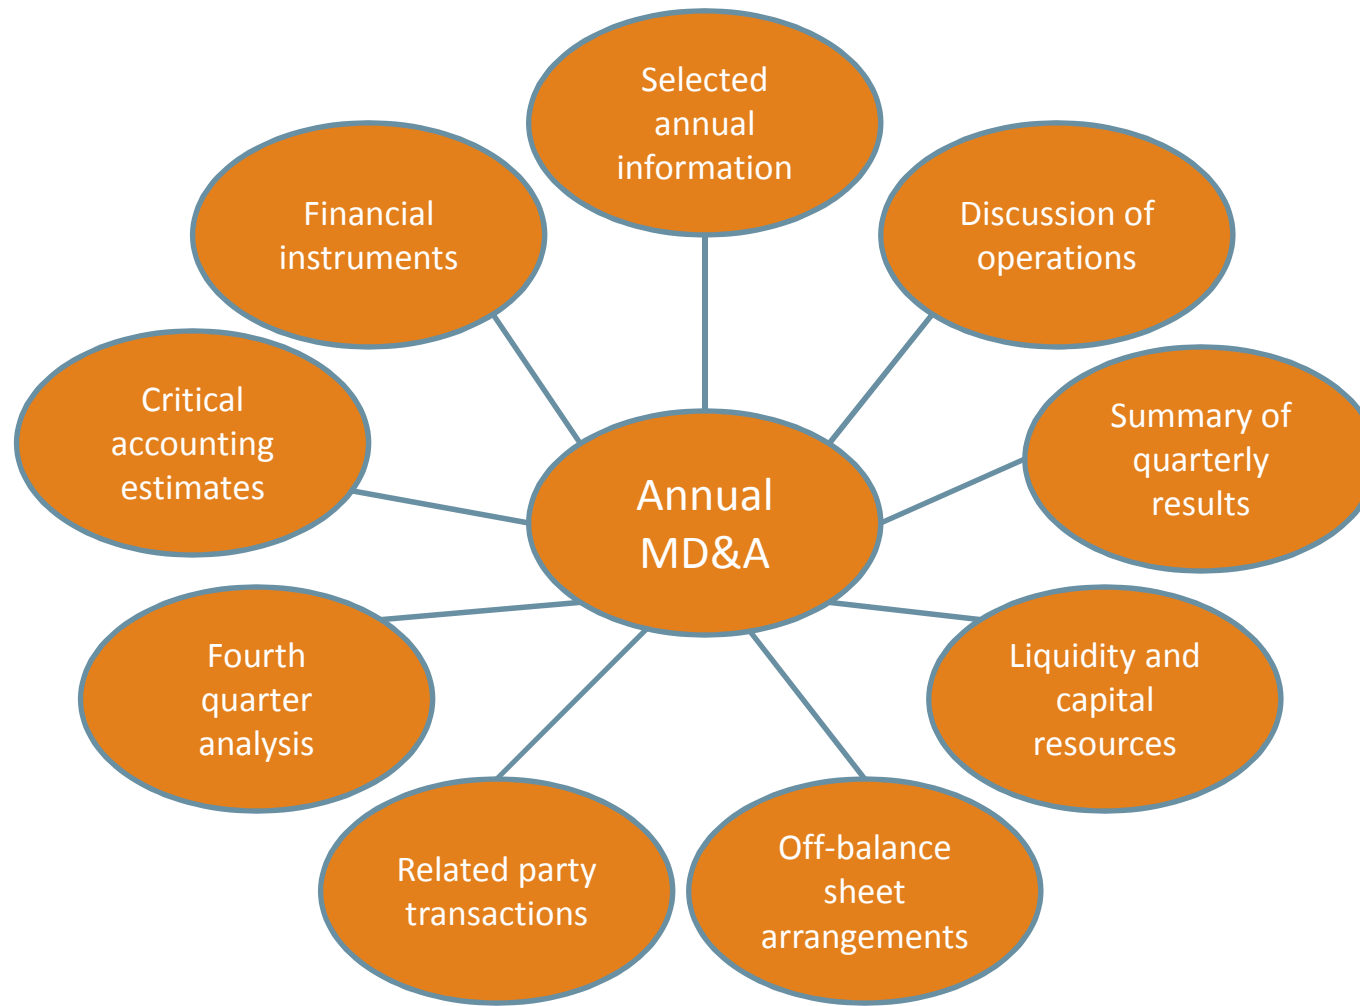 Selected
annual
information
Discussion of
operations
Summary of
quarterly
results
Liquidity and
capital
resources
Off-balance
sheet
arrangements
Related party
transactions
Fourth
quarter
analysis
Critical
accounting
estimates
Financial
instruments
Annual
MD&A